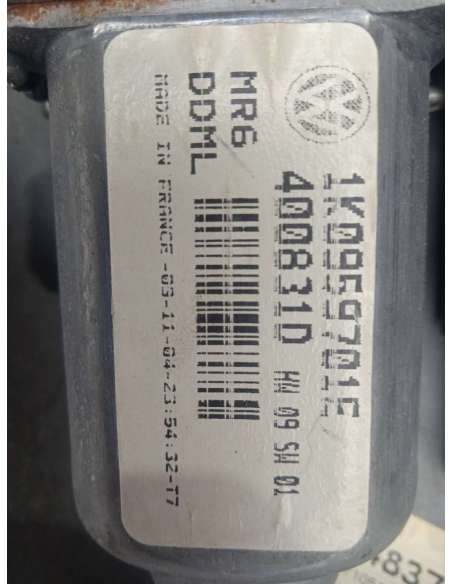 1K0959701E
400831D HW 09 SW 01
MR6
DDML
MADE IN FRANCE -03-11-04-23:54:32-T7